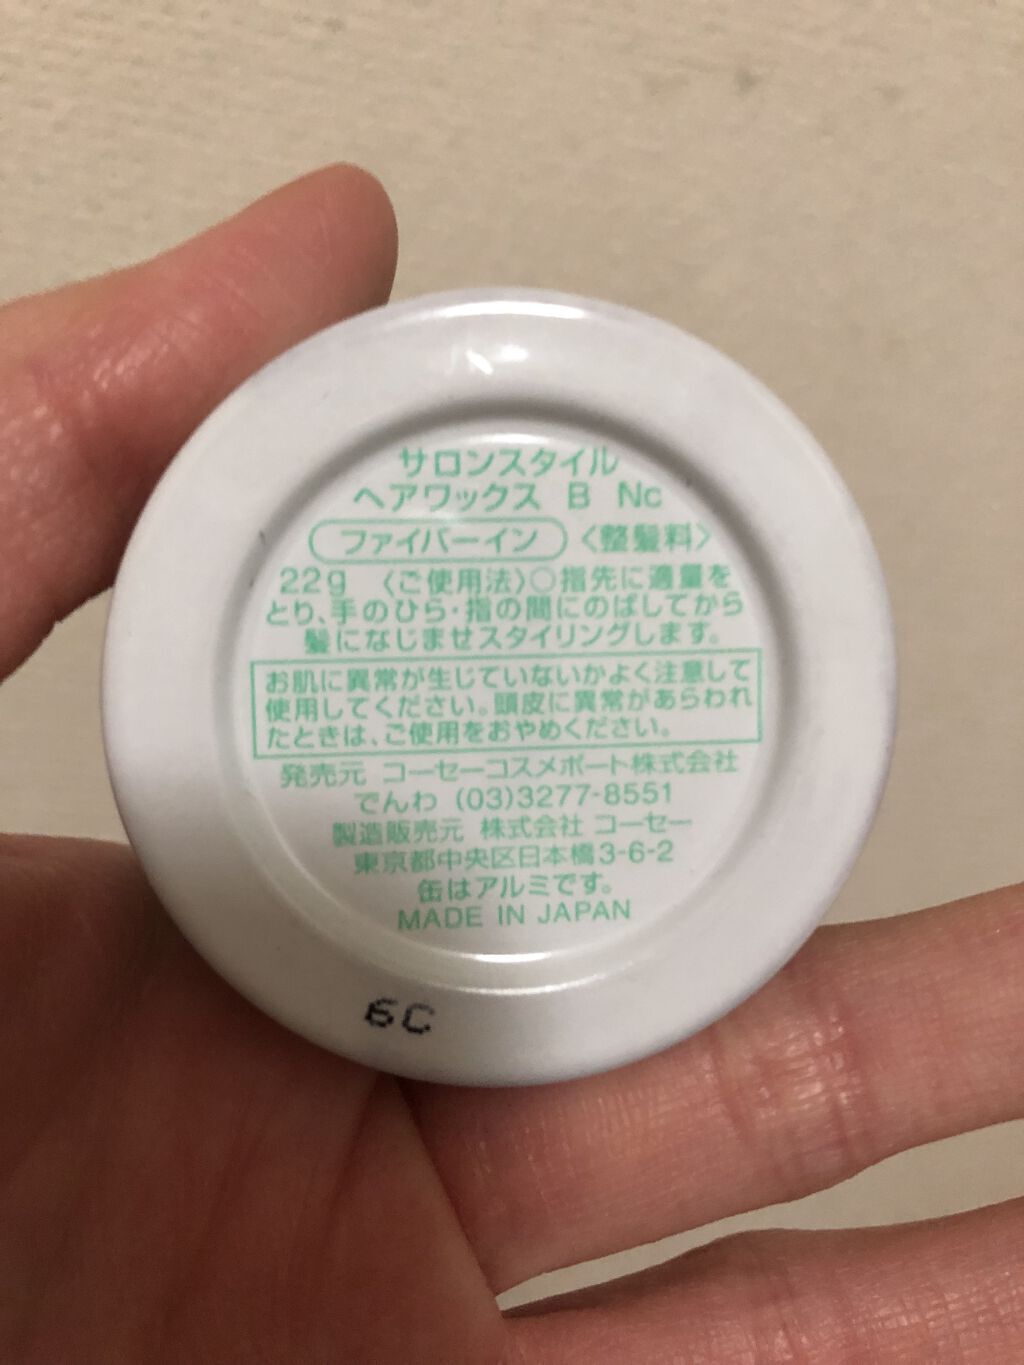 サロンスタイル
ヘアワックス B Nc
ファイバーイン 〈整髪料〉
22g 〈ご使用法〉○指先に適量を
とり、手のひら・指の間にのばしてから
髪になじませスタイリングします。
お肌に異常が生じていないかよく注意して
使用してください。頭皮に異常があらわれ
たときは、ご使用をおやめください。
発売元 コーセーコスメポート株式会社
でんわ (03)3277-8551
製造販売元 株式会社 コーセー
東京都中央区日本橋3-6-2
缶はアルミです。
MADE IN JAPAN
6C